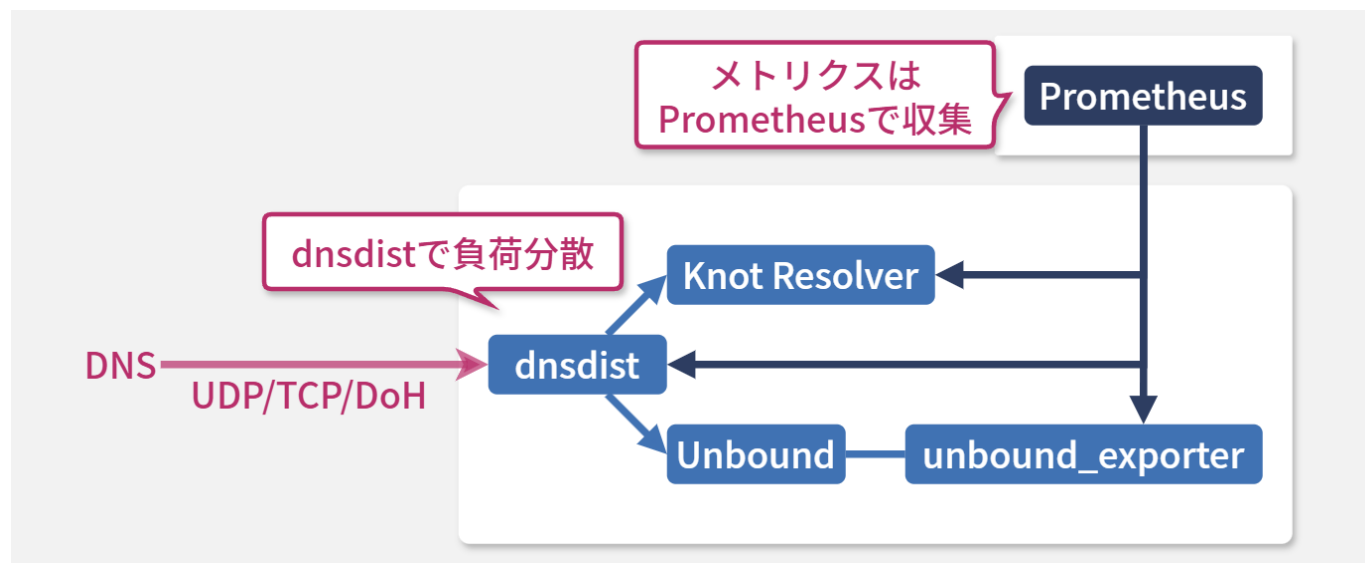 メトリクスは
Prometheusで収集
Prometheus
dnsdistで負荷分散
Knot Resolver
DNS
dnsdist
UDP/TCP/DoH
Unbound
unbound_exporter